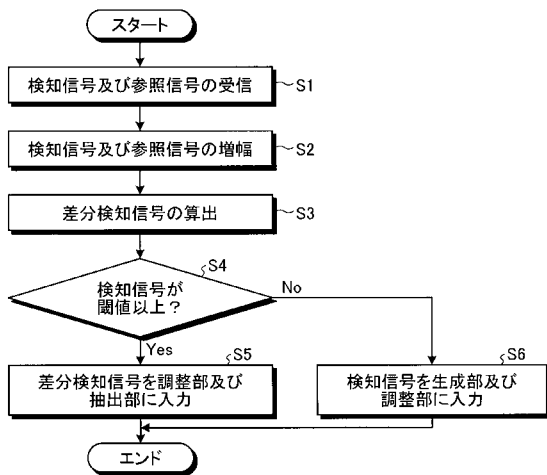 スタート
検知信号及び参照信号の受信
S1
検知信号及び参照信号の増幅
S2
差分検知信号の算出
S3
S4
検知信号が
閾値以上？
No
Yes
S5
差分検知信号を調整部及び
抽出部に入力
S6
検知信号を生成部及び
調整部に入力
エンド